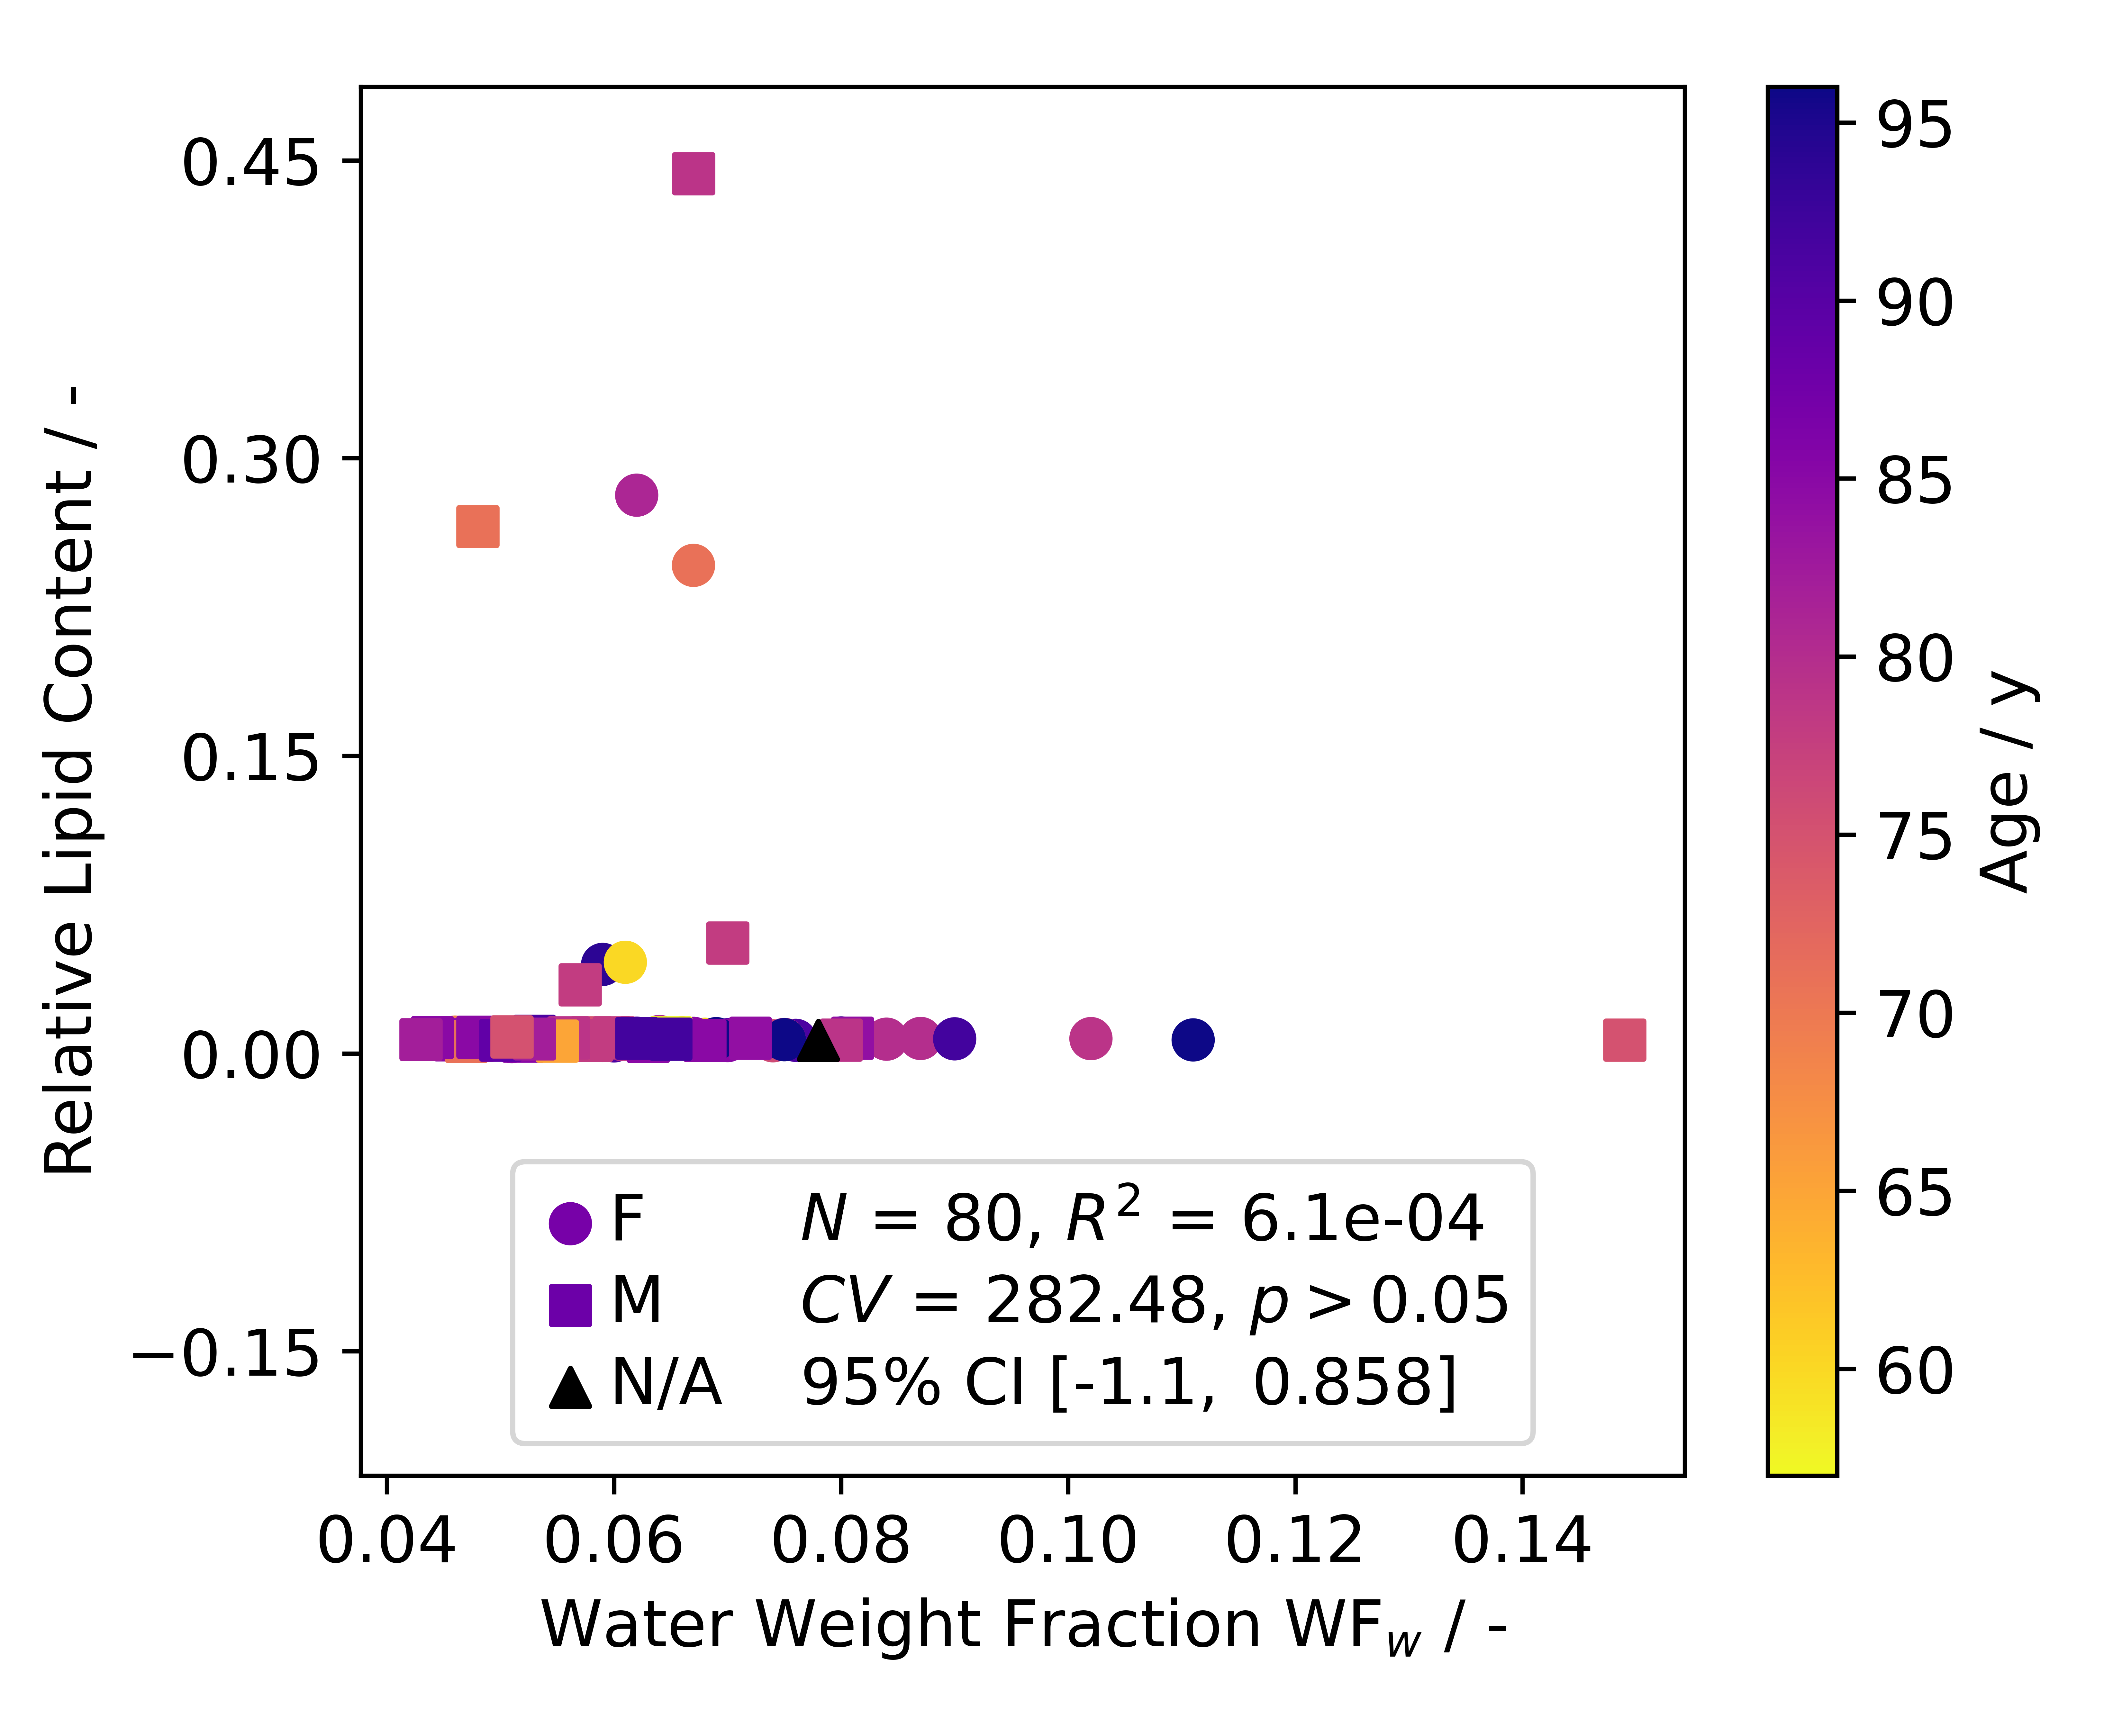 0.45
0.30
0.15
0.00
−0.15
Relative Lipid Content / -
0.04 0.06 0.08 0.10 0.12 0.14
Water Weight Fraction WF_w / -
F N = 80, R² = 6.1e-04
M CV = 282.48, p > 0.05
N/A 95% CI [-1.1, 0.858]
95
90
85
80
75
70
65
60
Age / y